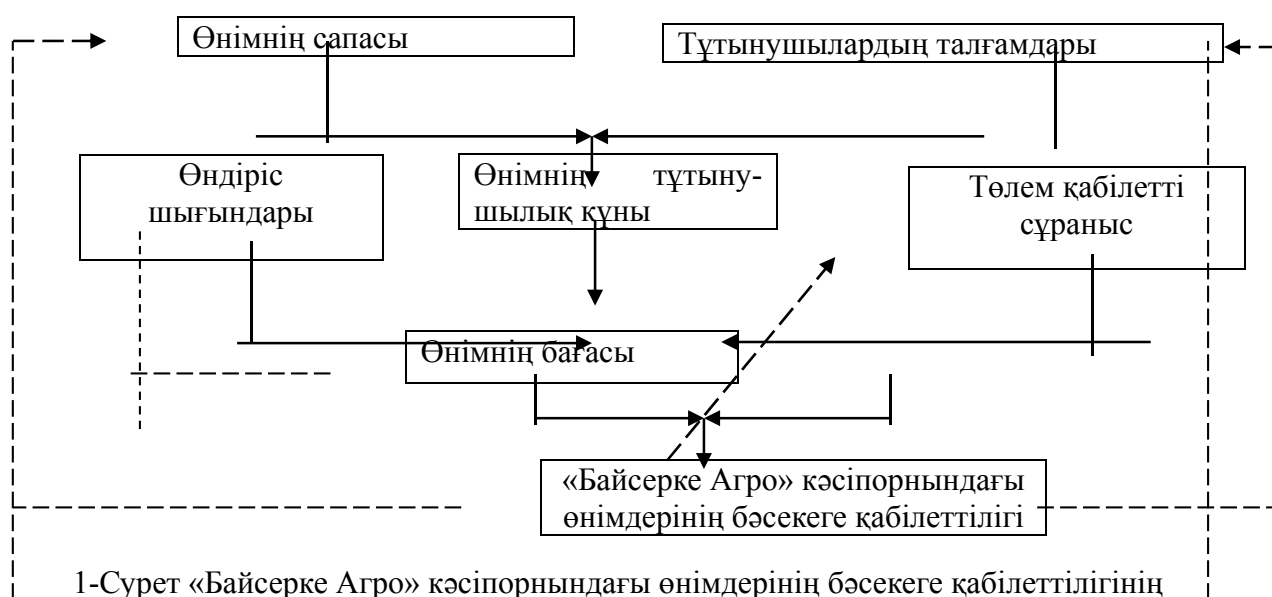 Өнімнің сапасы
Тұтынушылардың талғамдары
Өндіріс
шығындары
Өнімнің тұтыну-
шылық құны
Төлем қабілетті
сұраныс
Өнімнің бағасы
«Байсерке Агро» кәсіпорнындағы
өнімдерінің бәсекеге қабілеттілігі
1-Сурет «Байсерке Агро» кәсіпорнындағы өнімдерінің бәсекеге қабілеттілігінің